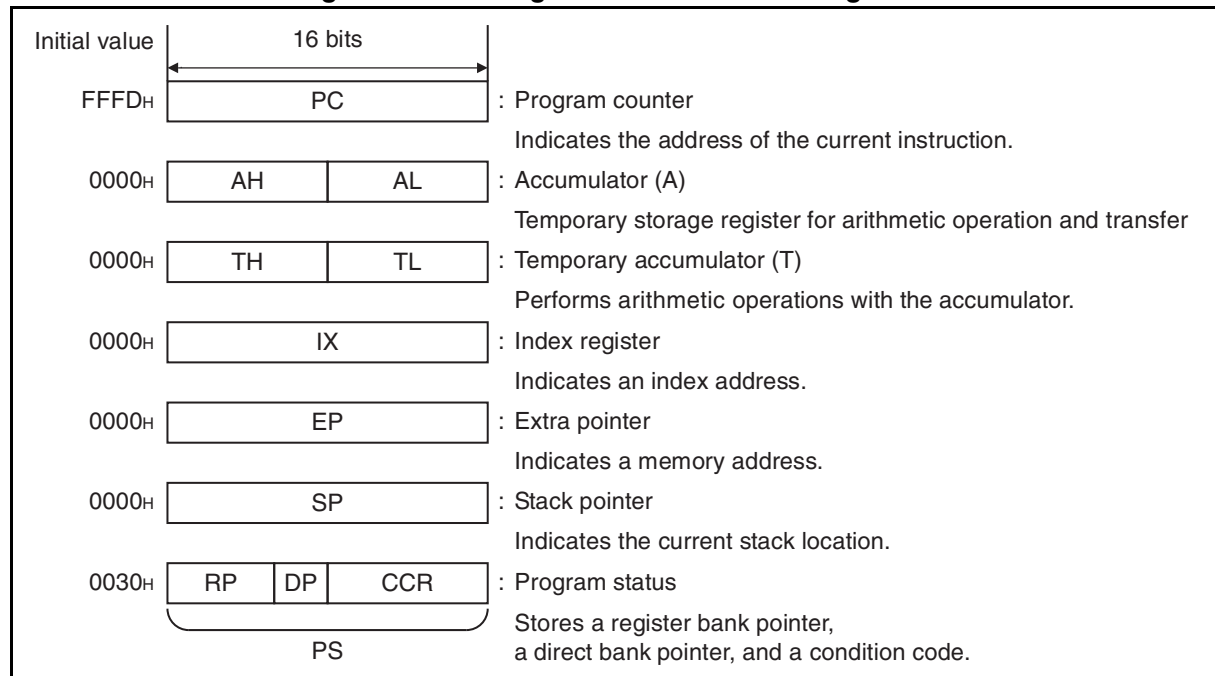 Initial value 16 bits
FFFDH PC : Program counter
Indicates the address of the current instruction.
0000H AH AL : Accumulator (A)
Temporary storage register for arithmetic operation and transfer
0000H TH TL : Temporary accumulator (T)
Performs arithmetic operations with the accumulator.
0000H IX : Index register
Indicates an index address.
0000H EP : Extra pointer
Indicates a memory address.
0000H SP : Stack pointer
Indicates the current stack location.
0030H RP DP CCR : Program status
Stores a register bank pointer,
PS a direct bank pointer, and a condition code.